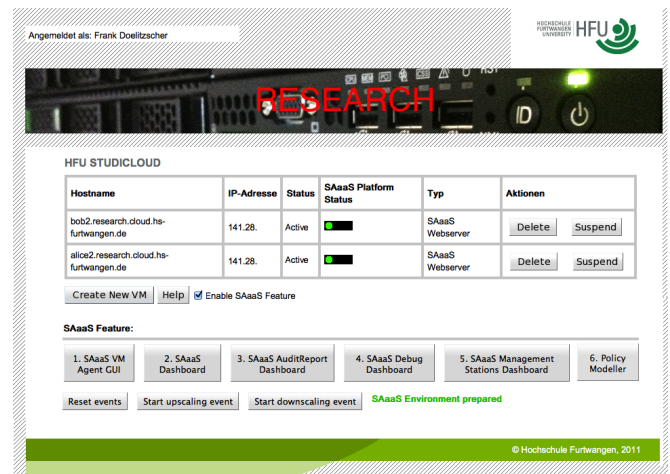 Angemeldet als: Frank Doelitzscher
HOCHSCHULE
FURTWANGEN
UNIVERSITY
HFU
RESEARCH
ID
HFU STUDICLOUD
Hostname IP-Adresse Status SAaaS Platform Status Typ Aktionen
bob2.research.cloud.hs-
furtwangen.de 141.28. Active SAaaS Webserver Delete Suspend
alice2.research.cloud.hs-
furtwangen.de 141.28. Active SAaaS Webserver Delete Suspend
Create New VM Help Enable SAaaS Feature
SAaaS Feature:
1. SAaaS VM Agent GUI
2. SAaaS Dashboard
3. SAaaS AuditReport Dashboard
4. SAaaS Debug Dashboard
5. SAaaS Management Stations Dashboard
6. Policy Modeller
Reset events Start upscaling event Start downscaling event SAaaS Environment prepared
© Hochschule Furtwangen, 2011